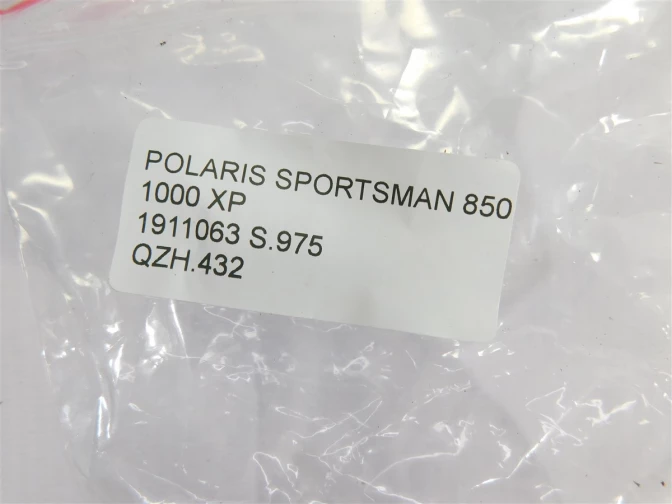 POLARIS SPORTSMAN 850
1000 XP
1911063 S.975
QZH.432